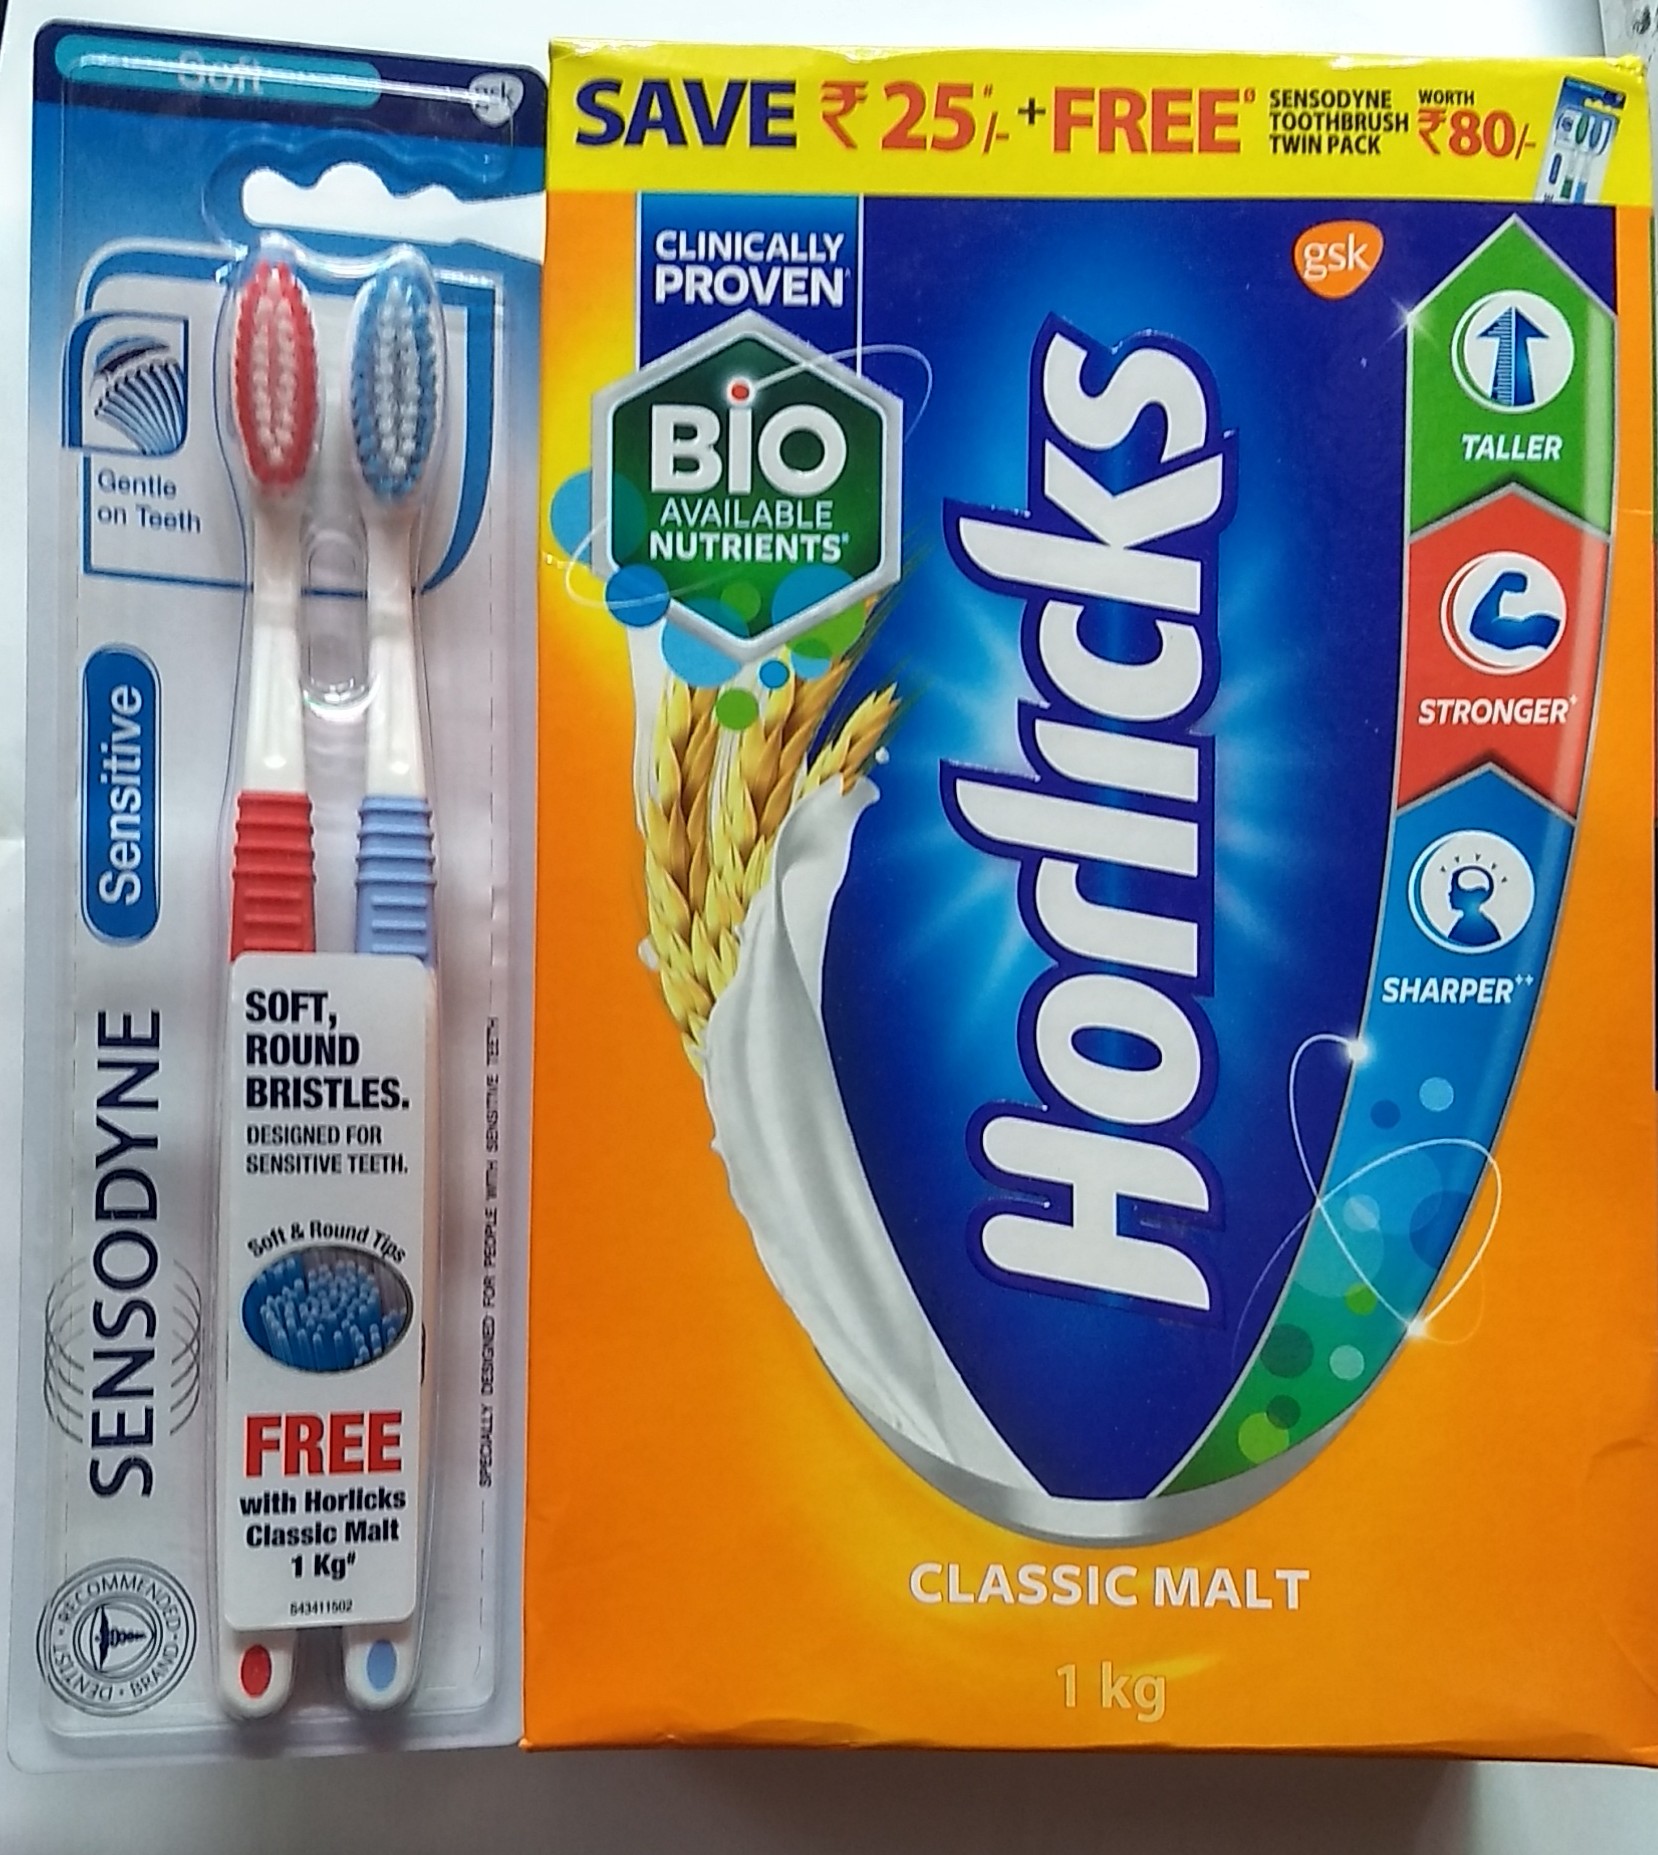 Soft
gsk
Gentle
on Teeth
Sensitive
SENSODYNE
SOFT,
ROUND
BRISTLES.
DESIGNED FOR
SENSITIVE TEETH.
Soft & Round Tips
FREE
with Horlicks
Classic Malt
1 Kg#
543411502
SPECIALLY DESIGNED FOR PEOPLE WITH SENSITIVE TEETH
RECOMMENDED · BRAND · DENTIST ·
SAVE ₹ 25/-# + FREE
SENSODYNE
TOOTHBRUSH
TWIN PACK
WORTH
₹80/-
CLINICALLY
PROVEN^
BIO
AVAILABLE
NUTRIENTS*
gsk
Horlicks
TALLER
STRONGER+
SHARPER++
CLASSIC MALT
1 kg